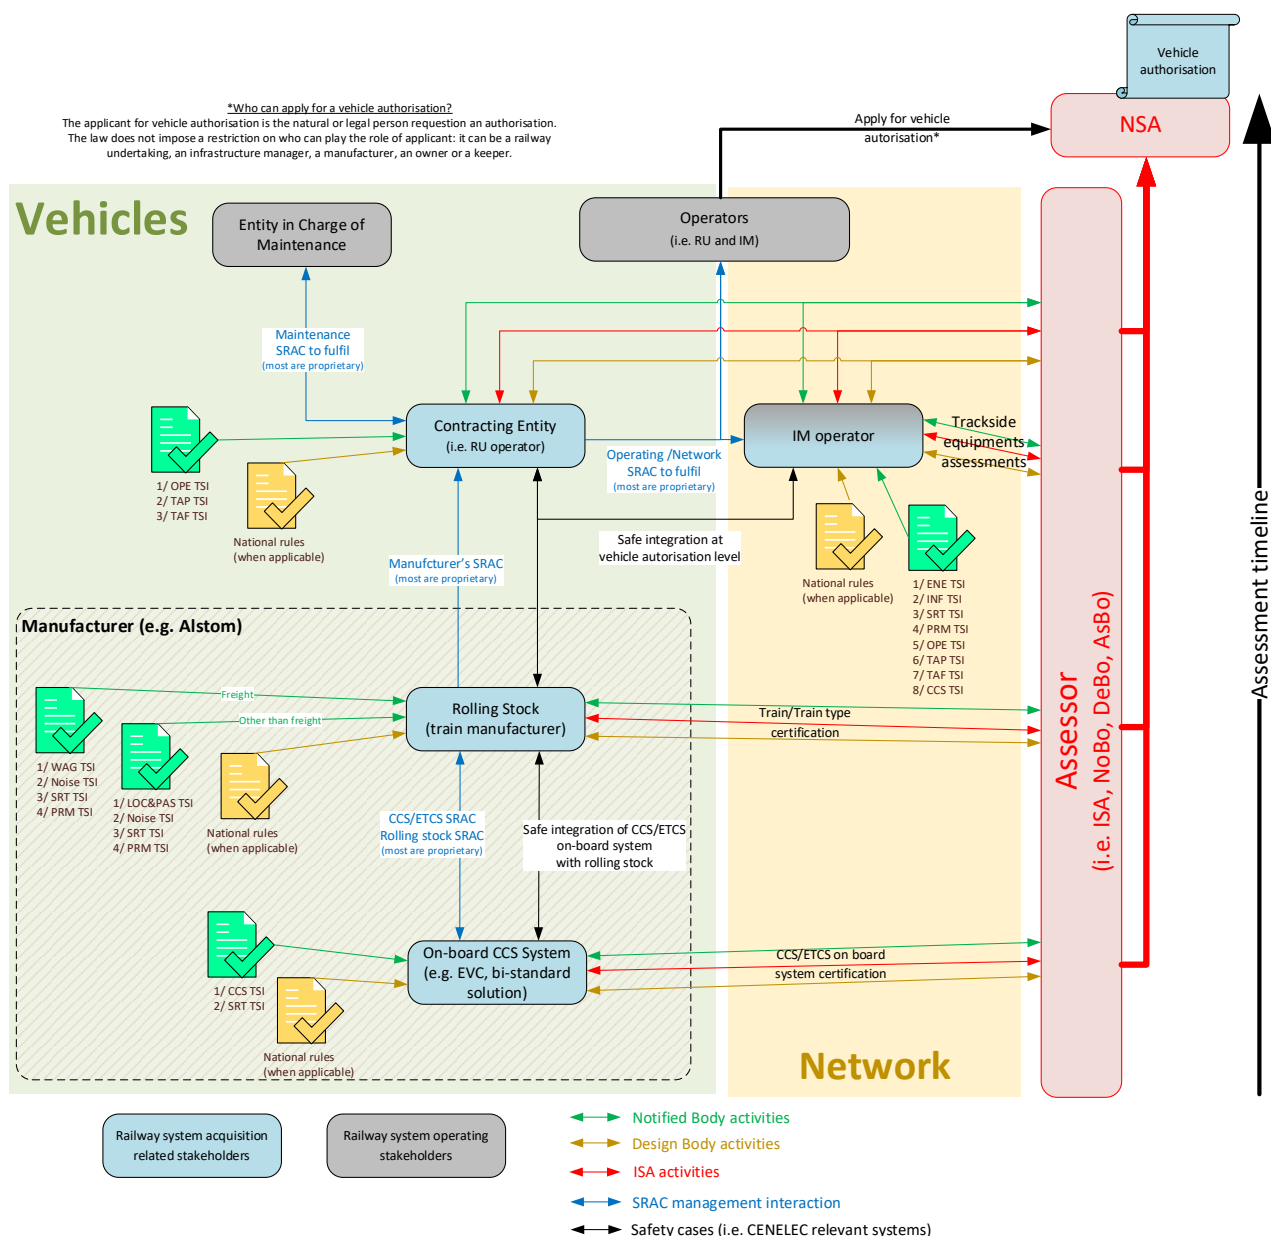 Vehicle
authorisation
*Who can apply for a vehicle authorisation?
The applicant for vehicle authorisation is the natural or legal person requestion an authorisation.
The law does not impose a restriction on who can play the role of applicant: it can be a railway
undertaking, an infrastructure manager, a manufacturer, an owner or a keeper.
Apply for vehicle
autorisation*
NSA
Vehicles
Entity in Charge of
Maintenance
Operators
(i.e. RU and IM)
Maintenance
SRAC to fulfil
(most are proprietary)
Contracting Entity
(i.e. RU operator)
IM operator
Trackside
equipments
assessments
Operating /Network
SRAC to fulfil
(most are proprietary)
1/ OPE TSI
2/ TAP TSI
3/ TAF TSI
National rules
(when applicable)
Safe integration at
vehicle autorisation level
Manufcturer's SRAC
(most are proprietary)
National rules
(when applicable)
1/ ENE TSI
2/ INF TSI
3/ SRT TSI
4/ PRM TSI
5/ OPE TSI
6/ TAP TSI
7/ TAF TSI
8/ CCS TSI
Manufacturer (e.g. Alstom)
Freight
Other than freight
Rolling Stock
(train manufacturer)
Train/Train type
certification
1/ WAG TSI
2/ Noise TSI
3/ SRT TSI
4/ PRM TSI
1/ LOC&PAS TSI
2/ Noise TSI
3/ SRT TSI
4/ PRM TSI
National rules
(when applicable)
CCS/ETCS SRAC
Rolling stock SRAC
(most are proprietary)
Safe integration of CCS/ETCS
on-board system
with rolling stock
On-board CCS System
(e.g. EVC, bi-standard
solution)
CCS/ETCS on board
system certification
1/ CCS TSI
2/ SRT TSI
National rules
(when applicable)
Network
Assessor
(i.e. ISA, NoBo, DeBo, AsBo)
Assessment timeline
Railway system acquisition
related stakeholders
Railway system operating
stakeholders
Notified Body activities
Design Body activities
ISA activities
SRAC management interaction
Safety cases (i.e. CENELEC relevant systems)